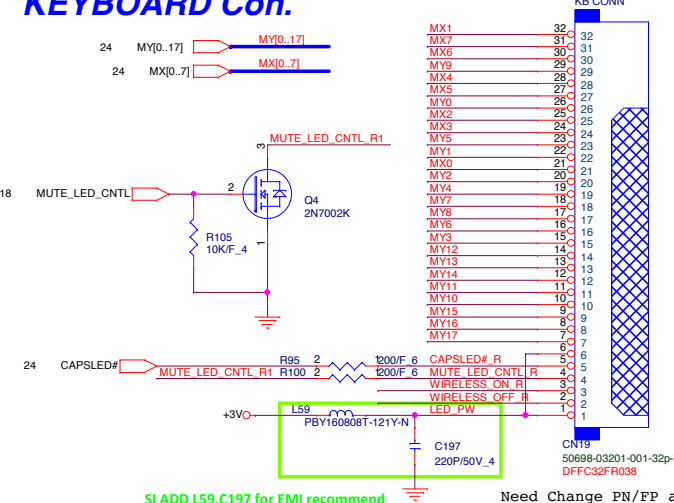 KEYBOARD Con.
KB CONN
24 MY[0..17] MY[0..17]
24 MX[0..7] MX[0..7]
MX1 32 32
MX7 31 31
MX6 30 30
MY9 29 29
MX4 28 28
MX5 27 27
MY0 26 26
MX2 25 25
MX3 24 24
MY5 23 23
MY1 22 22
MX0 21 21
MY2 20 20
MY4 19 19
MY7 18 18
MY8 17 17
MY6 16 16
MY3 15 15
MY12 14 14
MY13 13 13
MY14 12 12
MY11 11 11
MY10 10 10
MY15 9 9
MY16 8 8
MY17 7 7
6 6
CAPSLED#_R 5 5
MUTE_LED_CNTL_R 4 4
WIRELESS_ON_R 3 3
WIRELESS_OFF_R 2 2
LED_PW 1 1
MUTE_LED_CNTL_R1
3
18 MUTE_LED_CNTL 2
Q4
2N7002K
1
R105
10K/F_4
24 CAPSLED# R95 2 1 200/F_6
MUTE_LED_CNTL_R1 R100 2 1 200/F_6
+3V L59
PBY160808T-121Y-N
C197
220P/50V_4
CN19
50698-03201-001-32p-
DFFC32FR038
SI ADD L59,C197 for EMI recommend
Need Change PN/FP a